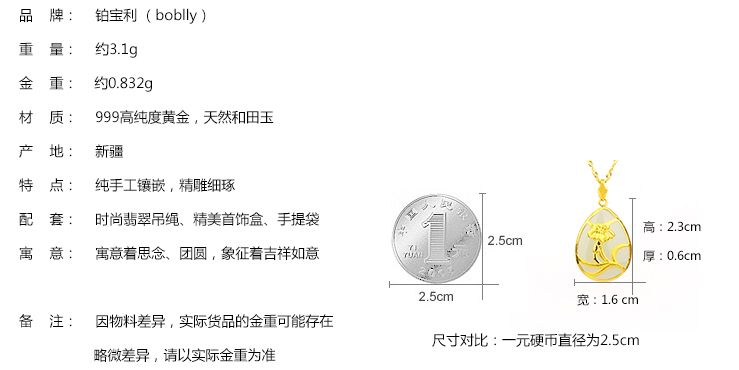 品 牌： 铂宝利（boblly）
重 量： 约3.1g
金 重： 约0.832g
材 质： 999高纯度黄金，天然和田玉
产 地： 新疆
特 点： 纯手工镶嵌，精雕细琢
配 套： 时尚翡翠吊绳、精美首饰盒、手提袋
寓 意： 寓意着思念、团圆，象征着吉祥如意
备 注： 因物料差异，实际货品的金重可能存在
略微差异，请以实际金重为准
1
YI
YUAN
2.5cm
2.5cm
高：2.3cm
厚：0.6cm
宽：1.6 cm
尺寸对比：一元硬币直径为2.5cm